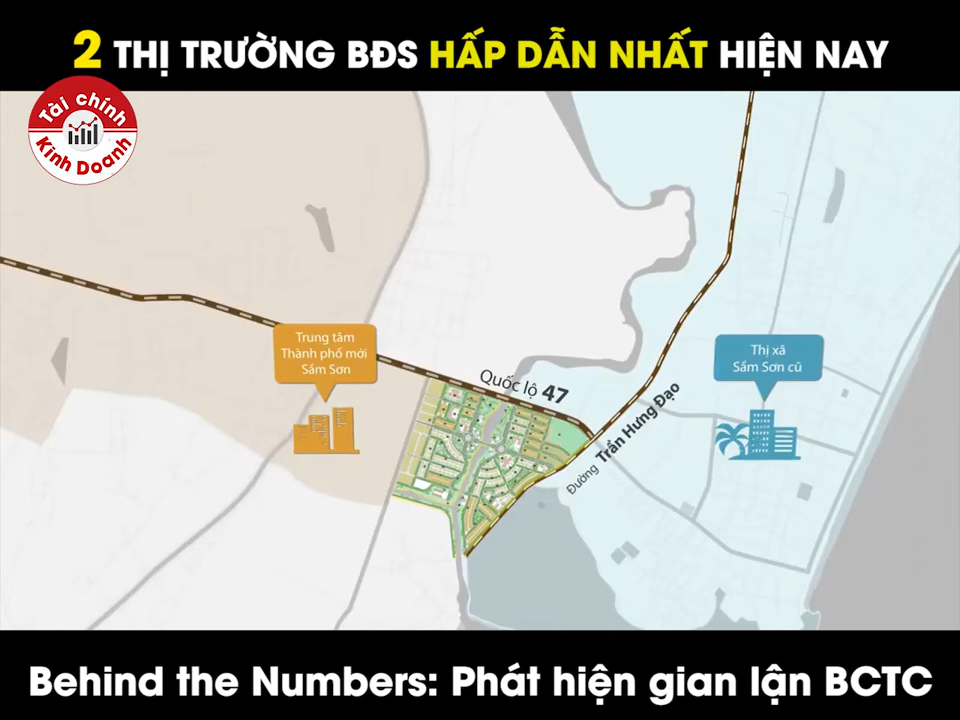 2 THỊ TRƯỜNG BĐS HẤP DẪN NHẤT HIỆN NAY
Tài chính
Kinh Doanh
Trung tâm
Thành phố mới
Sầm Sơn
Quốc lộ 47
Thị xã
Sầm Sơn cũ
Đường Trần Hưng Đạo
Behind the Numbers: Phát hiện gian lận BCTC